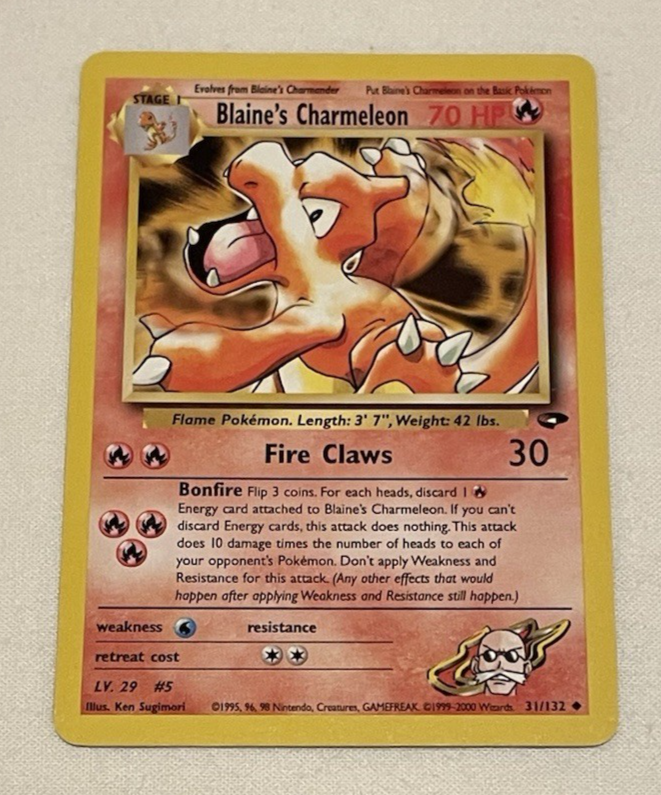 Evolves from Blaine's Charmander Put Blaine's Charmeleon on the Basic Pokémon
STAGE 1
Blaine's Charmeleon 70 HP
Flame Pokémon. Length: 3' 7", Weight: 42 lbs.
Fire Claws 30
Bonfire Flip 3 coins. For each heads, discard 1
Energy card attached to Blaine's Charmeleon. If you can't
discard Energy cards, this attack does nothing. This attack
does 10 damage times the number of heads to each of
your opponent's Pokémon. Don't apply Weakness and
Resistance for this attack. (Any other effects that would
happen after applying Weakness and Resistance still happen.)
weakness resistance
retreat cost
LV. 29 #5
Illus. Ken Sugimori ©1995, 96, 98 Nintendo, Creatures, GAMEFREAK. ©1999-2000 Wizards. 31/132